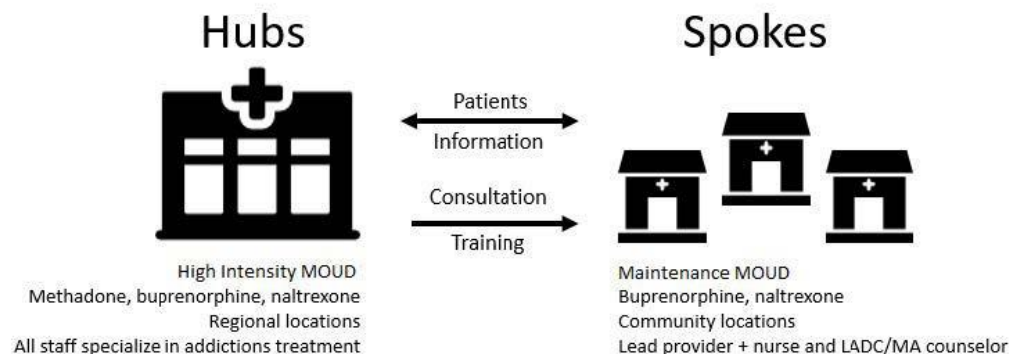 Hubs
Spokes
Patients
Information
Consultation
Training
High Intensity MOUD
Methadone, buprenorphine, naltrexone
Regional locations
All staff specialize in addictions treatment
Maintenance MOUD
Buprenorphine, naltrexone
Community locations
Lead provider + nurse and LADC/MA counselor